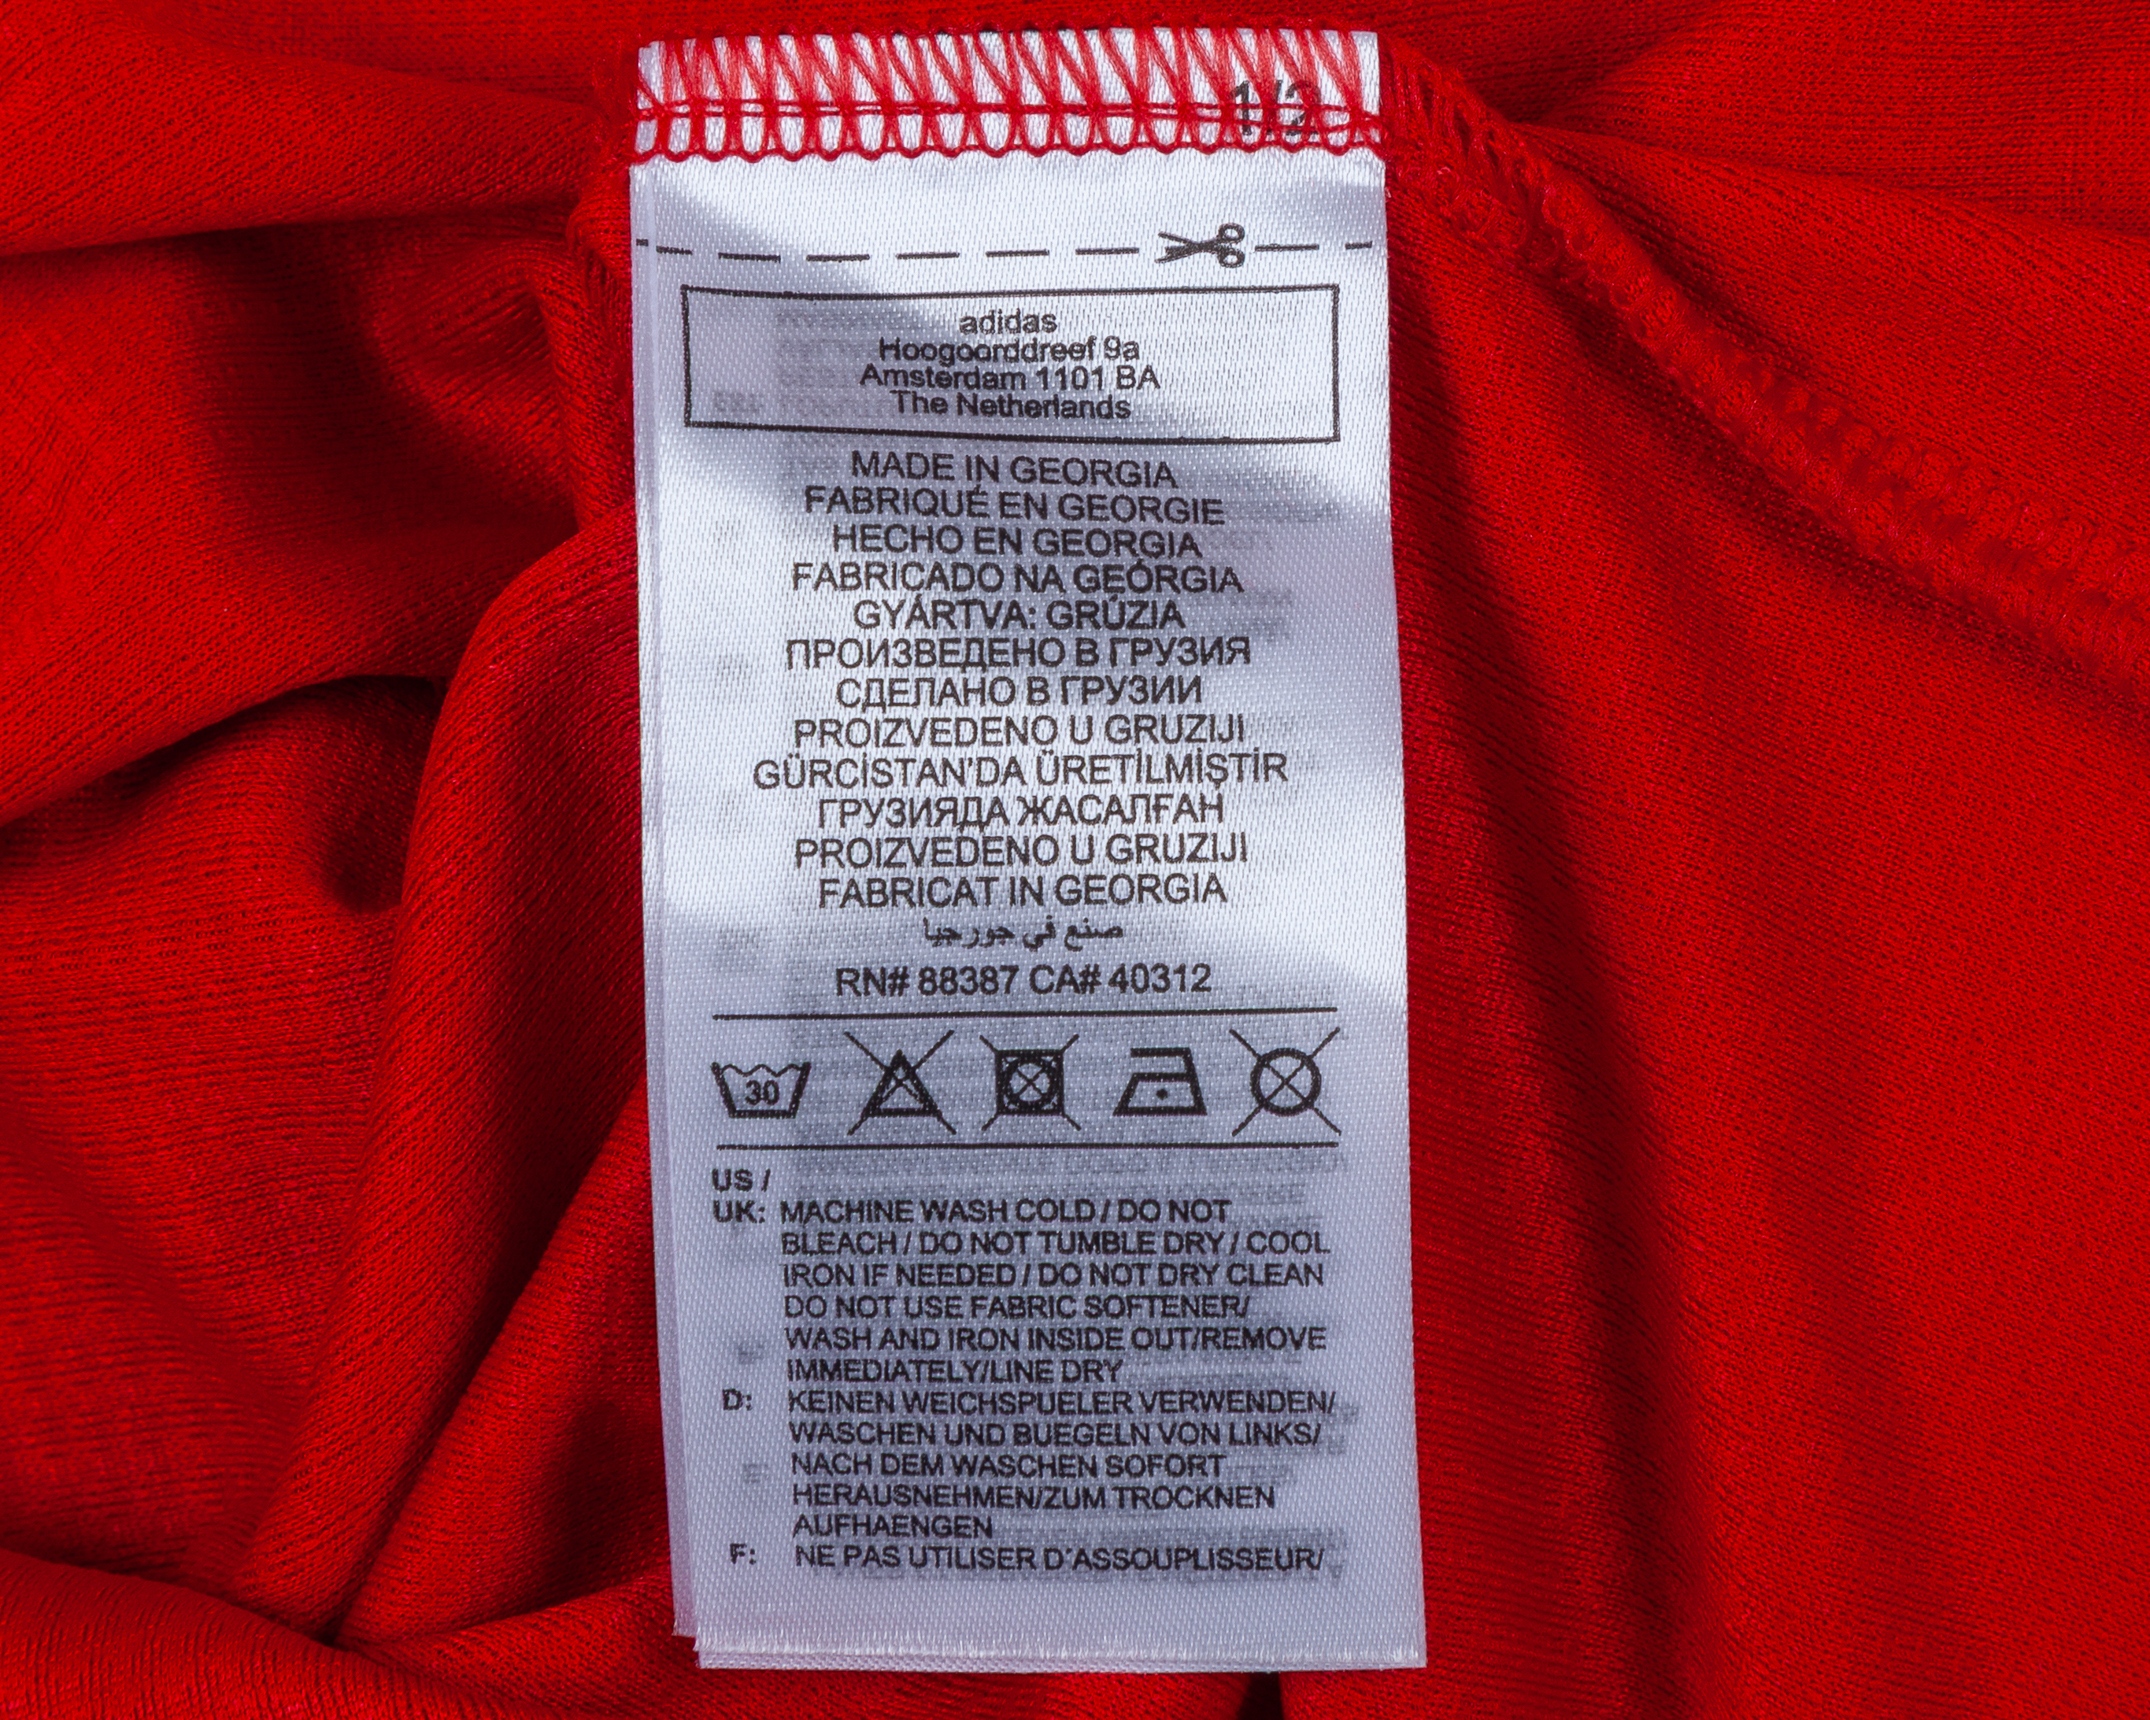 1/2
adidas
Hoogoorddreef 9a
Amsterdam 1101 BA
The Netherlands
MADE IN GEORGIA
FABRIQUÉ EN GEORGIE
HECHO EN GEORGIA
FABRICADO NA GEÓRGIA
GYÁRTVA: GRÚZIA
ПРОИЗВЕДЕНО В ГРУЗИЯ
СДЕЛАНО В ГРУЗИИ
PROIZVEDENO U GRUZIJI
GÜRCİSTAN'DA ÜRETİLMİŞTİR
ГРУЗИЯДА ЖАСАЛҒАН
PROIZVEDENO U GRUZIJI
FABRICAT IN GEORGIA
صنع في جورجيا
RN# 88387 CA# 40312
30
US /
UK: MACHINE WASH COLD / DO NOT
BLEACH / DO NOT TUMBLE DRY / COOL
IRON IF NEEDED / DO NOT DRY CLEAN
DO NOT USE FABRIC SOFTENER/
WASH AND IRON INSIDE OUT/REMOVE
IMMEDIATELY/LINE DRY
D: KEINEN WEICHSPUELER VERWENDEN/
WASCHEN UND BUEGELN VON LINKS/
NACH DEM WASCHEN SOFORT
HERAUSNEHMEN/ZUM TROCKNEN
AUFHAENGEN
F: NE PAS UTILISER D'ASSOUPLISSEUR/